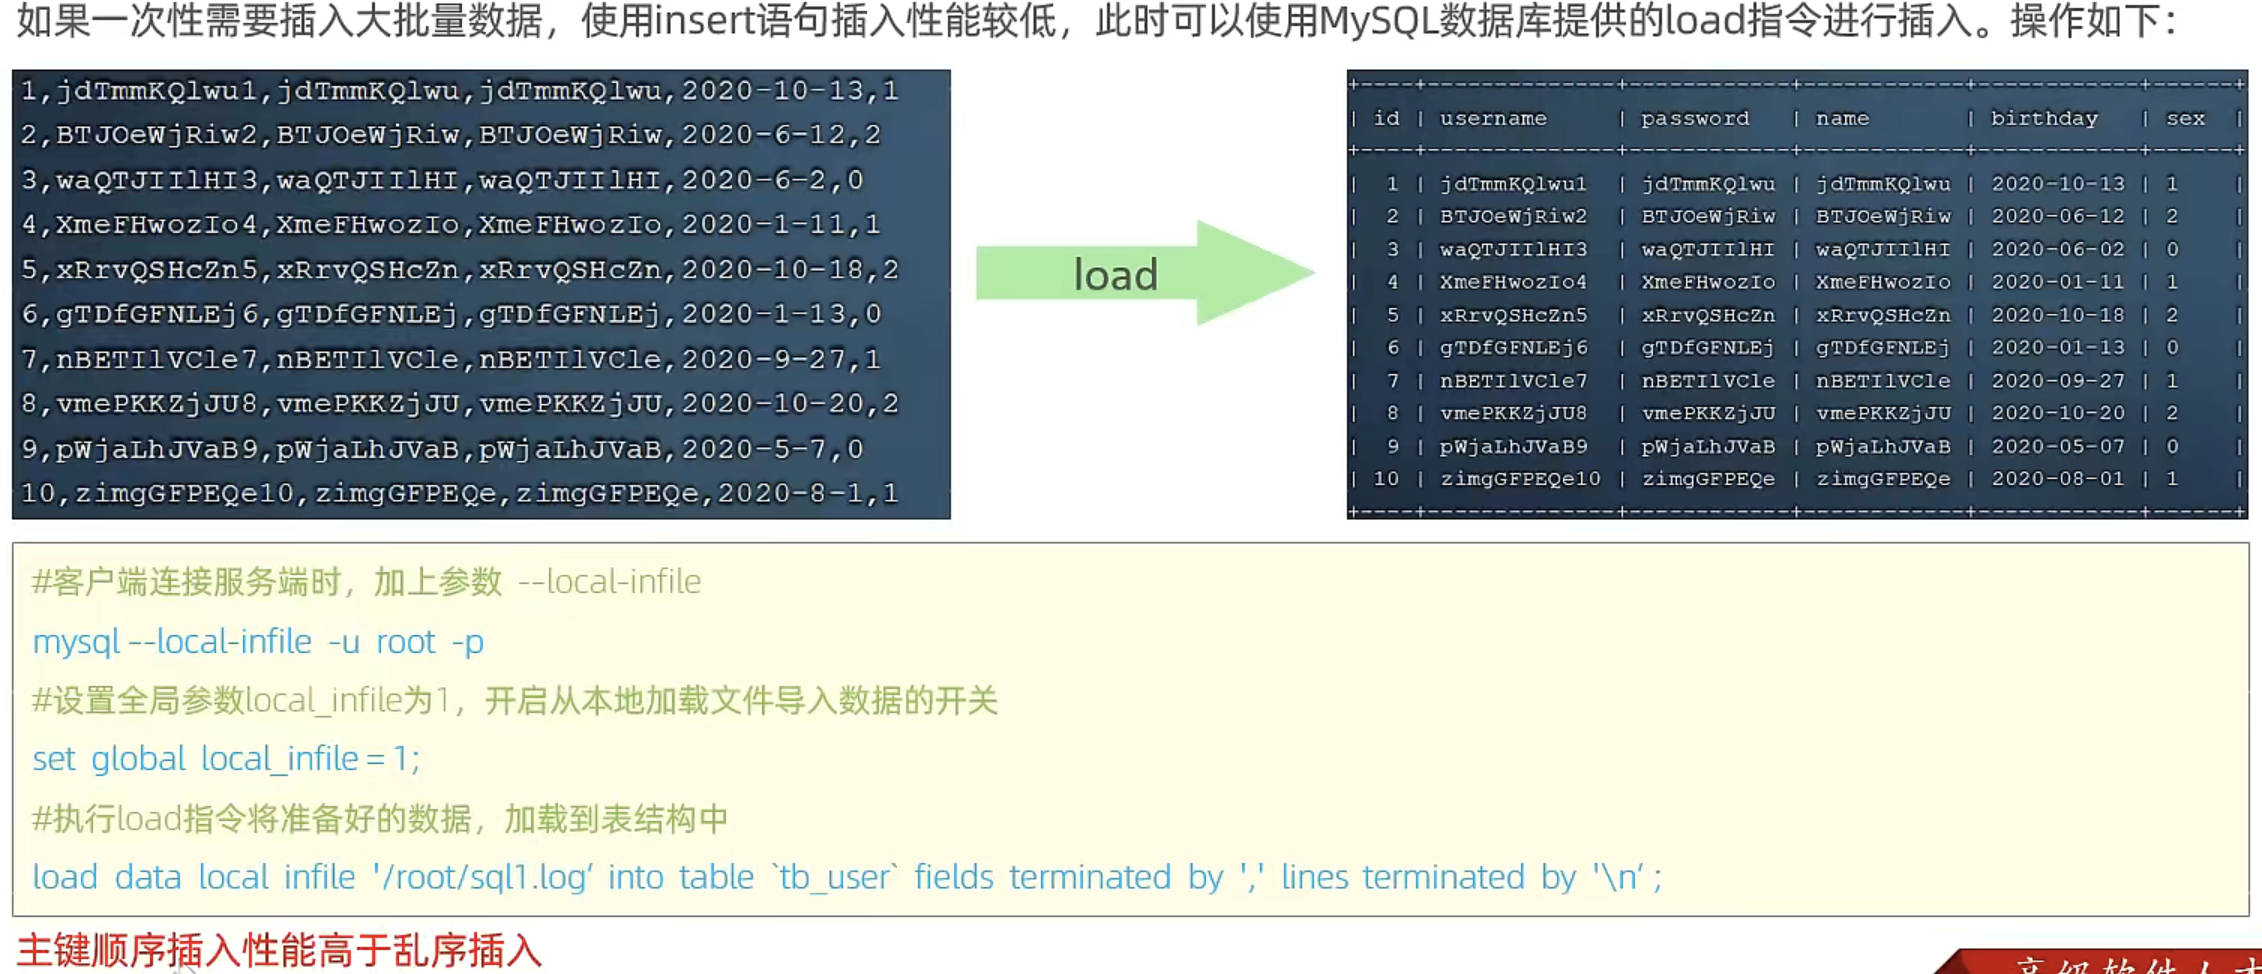 如果一次性需要插入大批量数据，使用insert语句插入性能较低，此时可以使用MySQL数据库提供的load指令进行插入。操作如下：
1,jdTmmKQlwu1,jdTmmKQlwu,jdTmmKQlwu,2020-10-13,1
2,BTJOeWjRiw2,BTJOeWjRiw,BTJOeWjRiw,2020-6-12,2
3,waQTJIIlHI3,waQTJIIlHI,waQTJIIlHI,2020-6-2,0
4,XmeFHwozIo4,XmeFHwozIo,XmeFHwozIo,2020-1-11,1
5,xRrvQSHcZn5,xRrvQSHcZn,xRrvQSHcZn,2020-10-18,2
6,gTDfGFNLEj6,gTDfGFNLEj,gTDfGFNLEj,2020-1-13,0
7,nBETIlVCle7,nBETIlVCle,nBETIlVCle,2020-9-27,1
8,vmePKKZjJU8,vmePKKZjJU,vmePKKZjJU,2020-10-20,2
9,pWjaLhJVaB9,pWjaLhJVaB,pWjaLhJVaB,2020-5-7,0
10,zimgGFPEQe10,zimgGFPEQe,zimgGFPEQe,2020-8-1,1
load
| id | username | password | name | birthday | sex |
| 1 | jdTmmKQlwu1 | jdTmmKQlwu | jdTmmKQlwu | 2020-10-13 | 1 |
| 2 | BTJOeWjRiw2 | BTJOeWjRiw | BTJOeWjRiw | 2020-06-12 | 2 |
| 3 | waQTJIIlHI3 | waQTJIIlHI | waQTJIIlHI | 2020-06-02 | 0 |
| 4 | XmeFHwozIo4 | XmeFHwozIo | XmeFHwozIo | 2020-01-11 | 1 |
| 5 | xRrvQSHcZn5 | xRrvQSHcZn | xRrvQSHcZn | 2020-10-18 | 2 |
| 6 | gTDfGFNLEj6 | gTDfGFNLEj | gTDfGFNLEj | 2020-01-13 | 0 |
| 7 | nBETIlVCle7 | nBETIlVCle | nBETIlVCle | 2020-09-27 | 1 |
| 8 | vmePKKZjJU8 | vmePKKZjJU | vmePKKZjJU | 2020-10-20 | 2 |
| 9 | pWjaLhJVaB9 | pWjaLhJVaB | pWjaLhJVaB | 2020-05-07 | 0 |
| 10 | zimgGFPEQe10 | zimgGFPEQe | zimgGFPEQe | 2020-08-01 | 1 |
#客户端连接服务端时，加上参数 --local-infile
mysql --local-infile -u root -p
#设置全局参数local_infile为1，开启从本地加载文件导入数据的开关
set global local_infile = 1;
#执行load指令将准备好的数据，加载到表结构中
load data local infile '/root/sql1.log‘ into table `tb_user` fields terminated by ',' lines terminated by '\n‘ ;
主键顺序插入性能高于乱序插入
高级软件人才